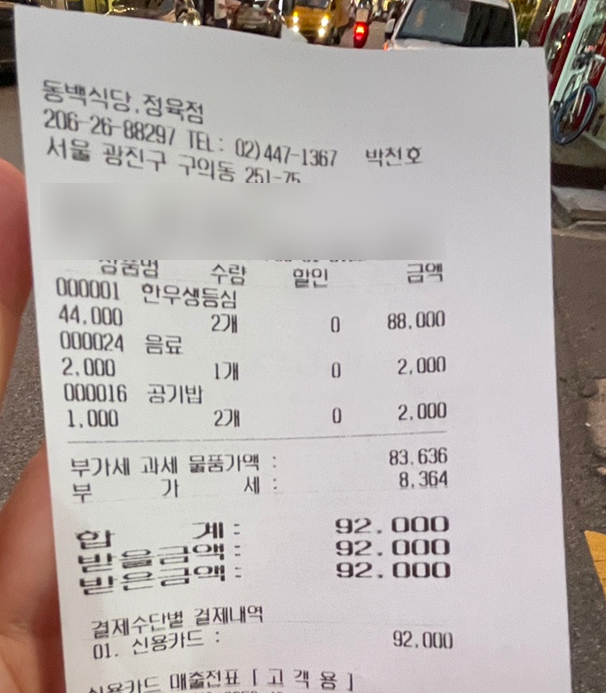 동백식당,정육점
206-26-88297 TEL: 02)447-1367 박천호
서울 광진구 구의동 251-75
상품명 수량 할인 금액
000001 한우생등심
44,000 2개 0 88,000
000024 음료
2,000 1개 0 2,000
000016 공기밥
1,000 2개 0 2,000
부가세 과세 물품가액 : 83,636
부 가 세 : 8,364
합 계 : 92,000
받을금액 : 92,000
받은금액 : 92,000
결제수단별 결제내역
01. 신용카드 : 92,000
신용카드 매출전표 [ 고 객 용 ]